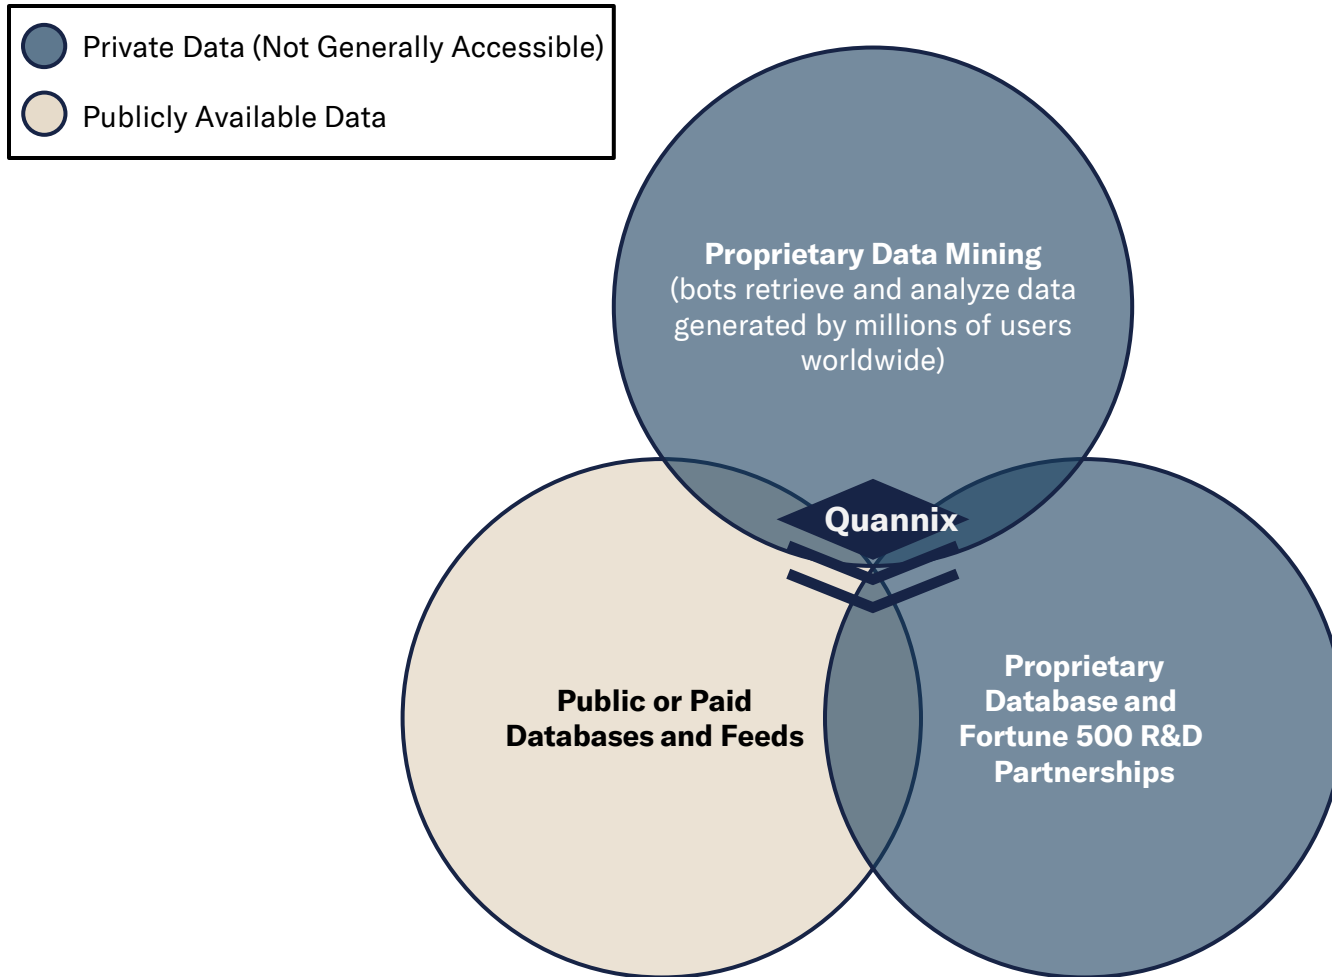 Private Data (Not Generally Accessible)
Publicly Available Data
Proprietary Data Mining
(bots retrieve and analyze data
generated by millions of users
worldwide)
Quannix
Public or Paid
Databases and Feeds
Proprietary
Database and
Fortune 500 R&D
Partnerships